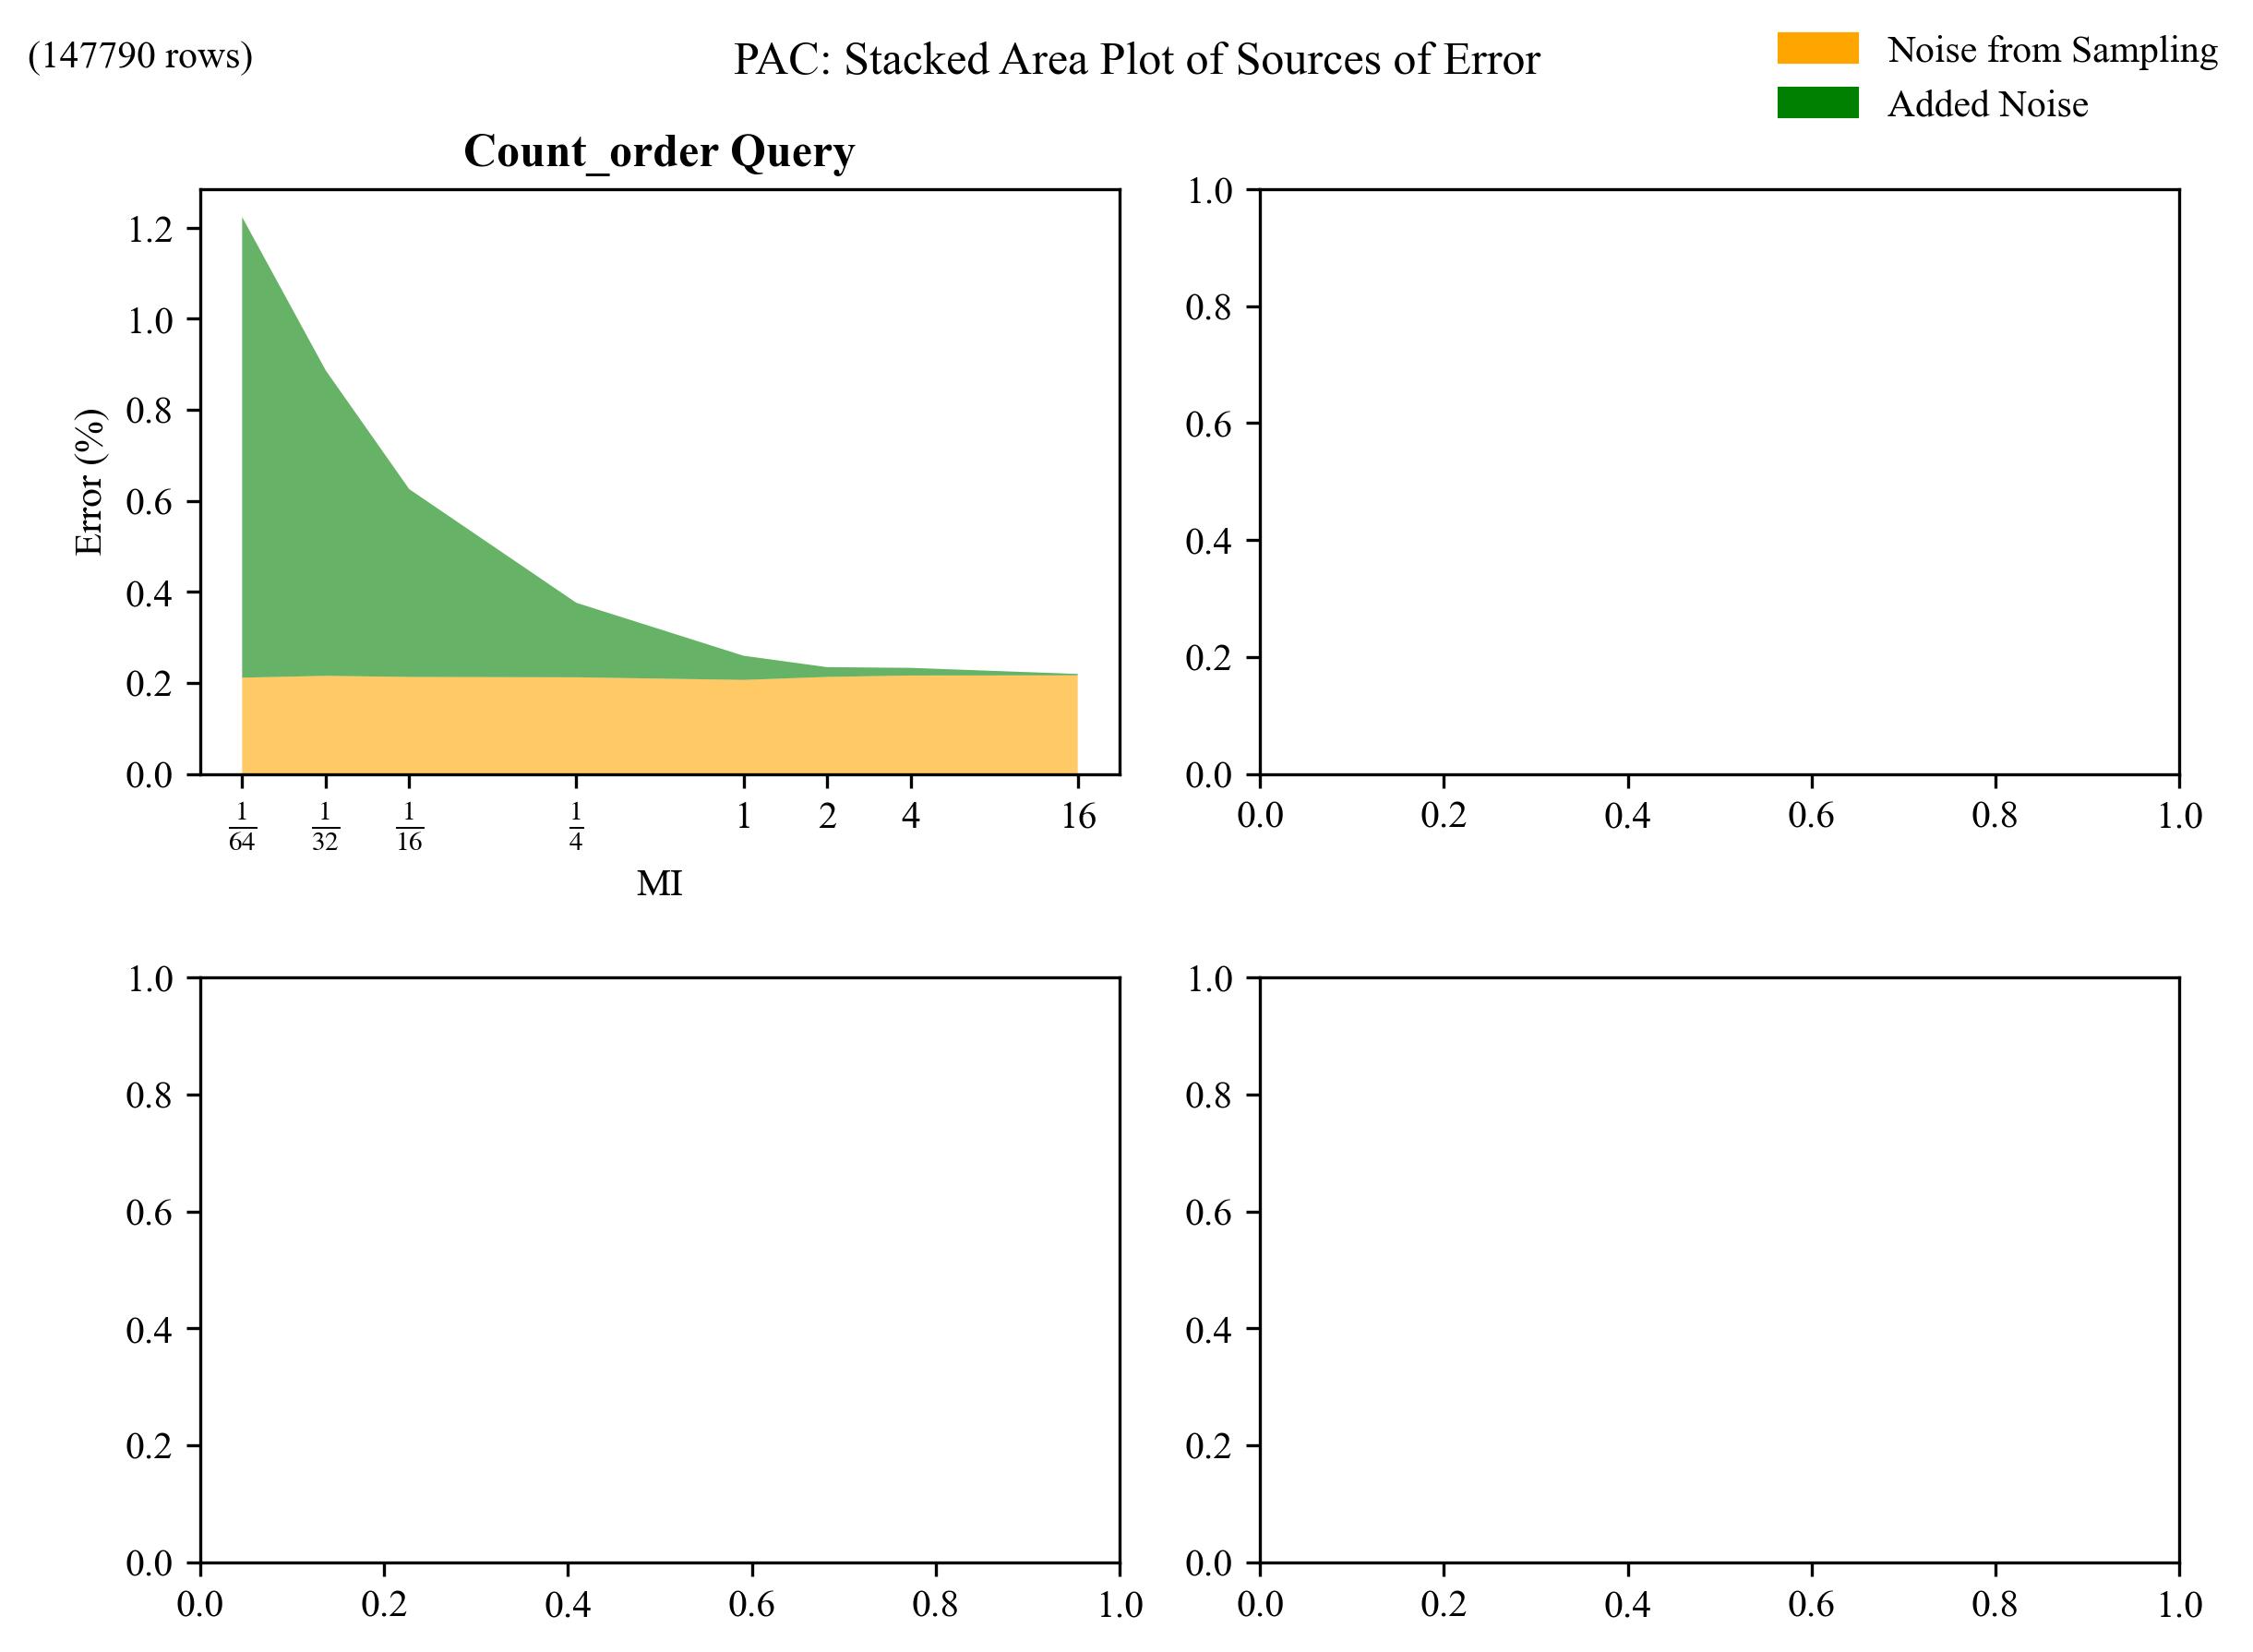 (147790 rows)
PAC: Stacked Area Plot of Sources of Error
Noise from Sampling
Added Noise
Count_order Query
Error (%)
1.2
1.0
0.8
0.6
0.4
0.2
0.0
1/64 1/32 1/16 1/4 1 2 4 16
MI
1.0
0.8
0.6
0.4
0.2
0.0
0.0 0.2 0.4 0.6 0.8 1.0
1.0
0.8
0.6
0.4
0.2
0.0
0.0 0.2 0.4 0.6 0.8 1.0
1.0
0.8
0.6
0.4
0.2
0.0
0.0 0.2 0.4 0.6 0.8 1.0